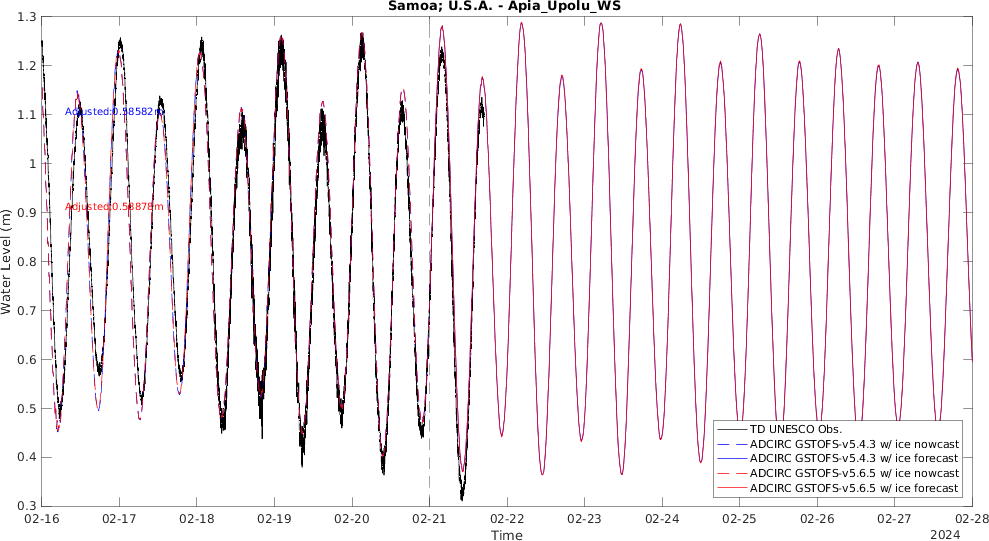 Samoa; U.S.A. - Apia_Upolu_WS
Water Level (m)
1.3
1.2
1.1
1
0.9
0.8
0.7
0.6
0.5
0.4
0.3
Adjusted:0.58582m
Adjusted:0.58878m
TD UNESCO Obs.
ADCIRC GSTOFS-v5.4.3 w/ ice nowcast
ADCIRC GSTOFS-v5.4.3 w/ ice forecast
ADCIRC GSTOFS-v5.6.5 w/ ice nowcast
ADCIRC GSTOFS-v5.6.5 w/ ice forecast
02-16 02-17 02-18 02-19 02-20 02-21 02-22 02-23 02-24 02-25 02-26 02-27 02-28
Time
2024